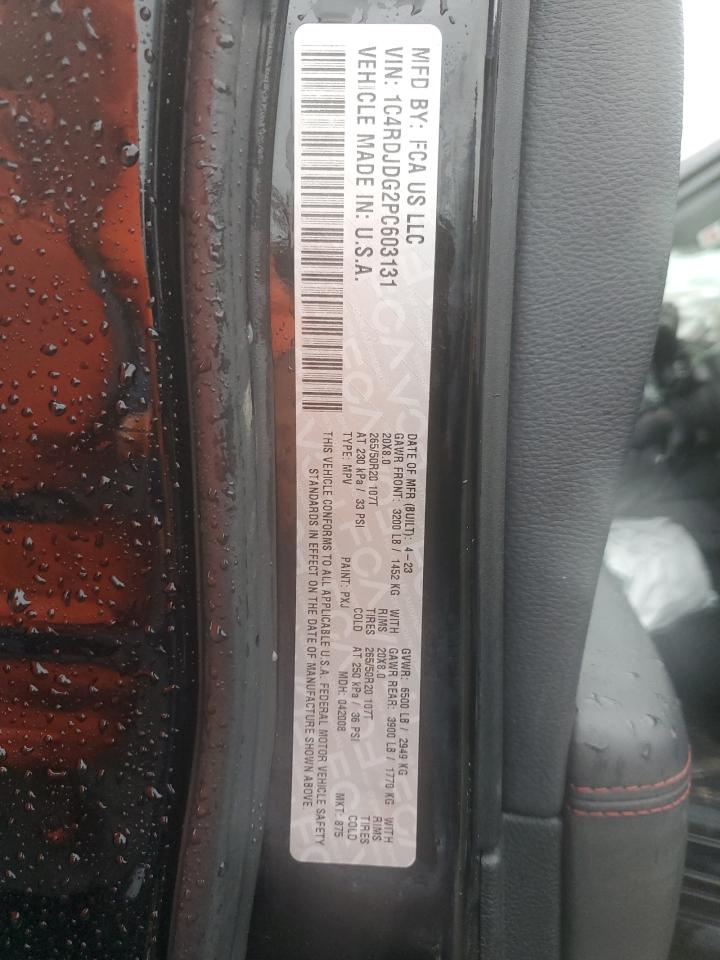 MFD BY: FCA US LLC
VIN: 1C4RDJDG2PC603131
VEHICLE MADE IN: U.S.A.
DATE OF MFR (BUILT): 4-23 GVWR: 6500 LB / 2949 KG
GAWR FRONT: 3200 LB / 1452 KG WITH GAWR REAR: 3900 LB / 1770 KG WITH
20X8.0 RIMS 20X8.0 RIMS
265/50R20 107T TIRES 265/50R20 107T TIRES
AT 230 kPa / 33 PSI COLD AT 250 kPa / 36 PSI COLD
TYPE: MPV PAINT: PXJ MDH: 042008 MKT: 875
THIS VEHICLE CONFORMS TO ALL APPLICABLE U.S.A. FEDERAL MOTOR VEHICLE SAFETY
STANDARDS IN EFFECT ON THE DATE OF MANUFACTURE SHOWN ABOVE.